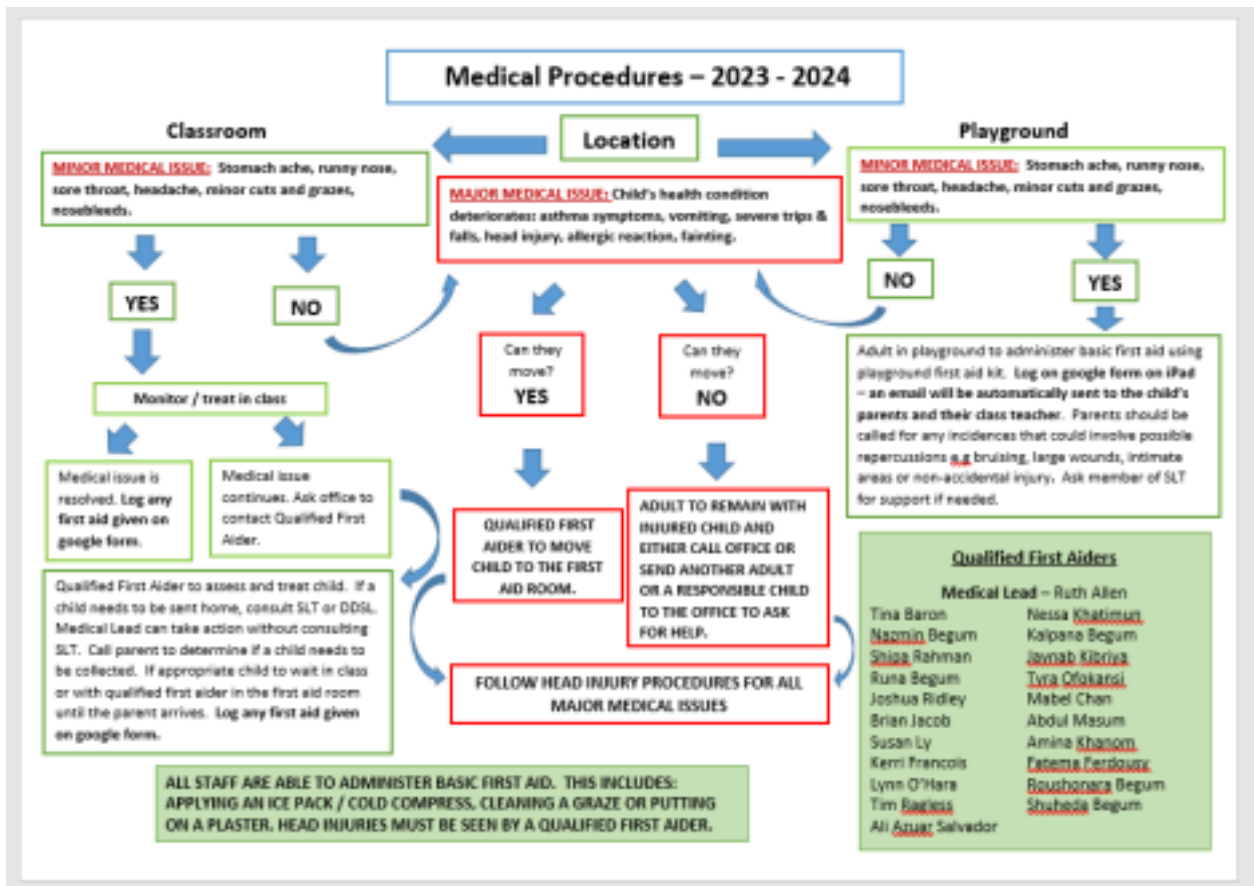 Medical Procedures – 2023 - 2024
Classroom
Location
Playground
MINOR MEDICAL ISSUE: Stomach ache, runny nose,
sore throat, headache, minor cuts and grazes,
nosebleeds.
MAJOR MEDICAL ISSUE: Child's health condition
deteriorates: asthma symptoms, vomiting, severe trips &
falls, head injury, allergic reaction, fainting.
MINOR MEDICAL ISSUE: Stomach ache, runny nose,
sore throat, headache, minor cuts and grazes,
nosebleeds.
YES
NO
NO
YES
Can they
move?
YES
Can they
move?
NO
Monitor / treat in class
Medical issue is
resolved. Log any
first aid given on
google form.
Medical issue
continues. Ask office to
contact Qualified First
Aider.
Qualified First Aider to assess and treat child. If a
child needs to be sent home, consult SLT or DDSL.
Medical Lead can take action without consulting
SLT. Call parent to determine if a child needs to
be collected. If appropriate child to wait in class
or with qualified first aider in the first aid room
until the parent arrives. Log any first aid given
on google form.
QUALIFIED FIRST
AIDER TO MOVE
CHILD TO THE FIRST
AID ROOM.
ADULT TO REMAIN WITH
INJURED CHILD AND
EITHER CALL OFFICE OR
SEND ANOTHER ADULT
OR A RESPONSIBLE CHILD
TO THE OFFICE TO ASK
FOR HELP.
FOLLOW HEAD INJURY PROCEDURES FOR ALL
MAJOR MEDICAL ISSUES
Adult in playground to administer basic first aid using
playground first aid kit. Log on google form on iPad
– an email will be automatically sent to the child's
parents and their class teacher. Parents should be
called for any incidences that could involve possible
repercussions e.g bruising, large wounds, intimate
areas or non-accidental injury. Ask member of SLT
for support if needed.
Qualified First Aiders
Medical Lead – Ruth Allen
Tina Baron
Nazmin Begum
Shipa Rahman
Runa Begum
Joshua Ridley
Brian Jacob
Susan Ly
Kerri Francois
Lynn O'Hara
Tim Ragless
Ali Azuar Salvador
Nessa Khatimun
Kalpana Begum
Jaynab Kibriya
Tyra Ofokansi
Mabel Chan
Abdul Masum
Amina Khanom
Fatema Ferdousy
Roushonara Begum
Shuheda Begum
ALL STAFF ARE ABLE TO ADMINISTER BASIC FIRST AID. THIS INCLUDES:
APPLYING AN ICE PACK / COLD COMPRESS, CLEANING A GRAZE OR PUTTING
ON A PLASTER. HEAD INJURIES MUST BE SEEN BY A QUALIFIED FIRST AIDER.